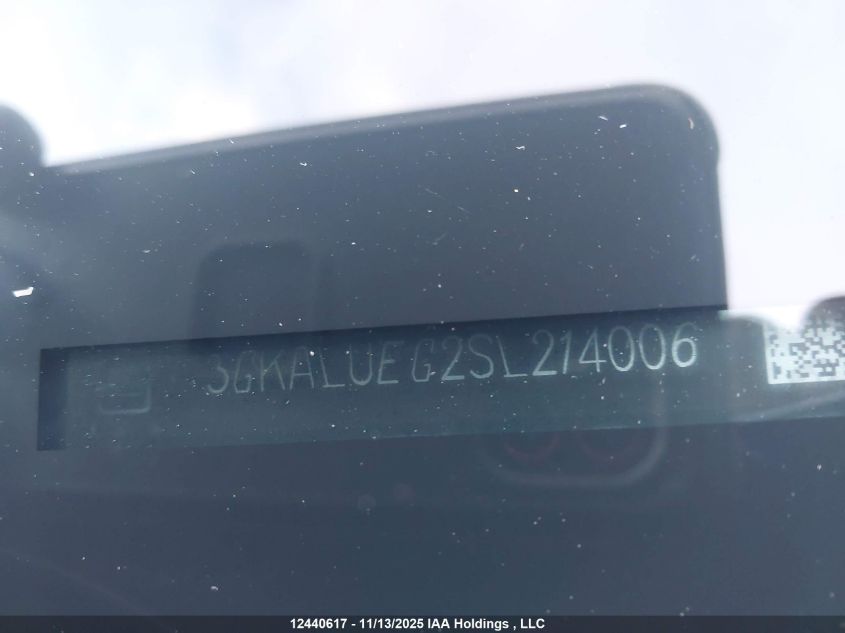 3GKALUEG2SL214006
12440617 - 11/13/2025 IAA Holdings , LLC